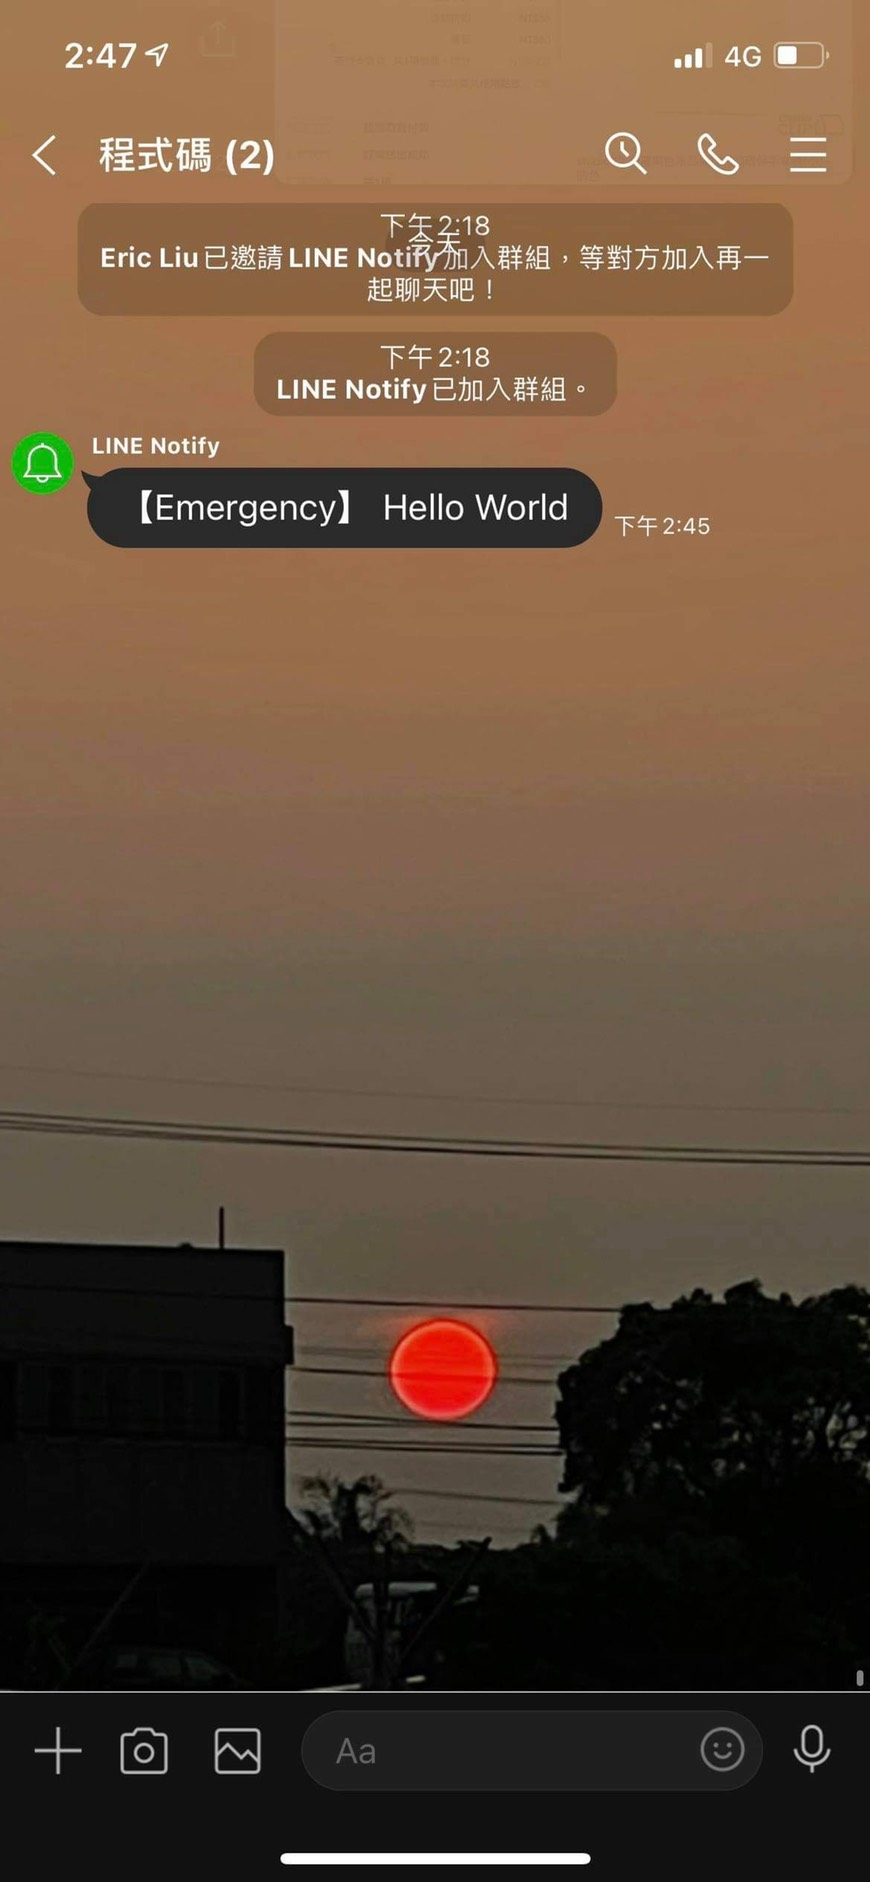 2:47
4G
程式碼 (2)
下午 2:18
今天
Eric Liu 已邀請 LINE Notify 加入群組，等對方加入再一
起聊天吧！
下午 2:18
LINE Notify 已加入群組。
LINE Notify
【Emergency】 Hello World
下午 2:45
Aa